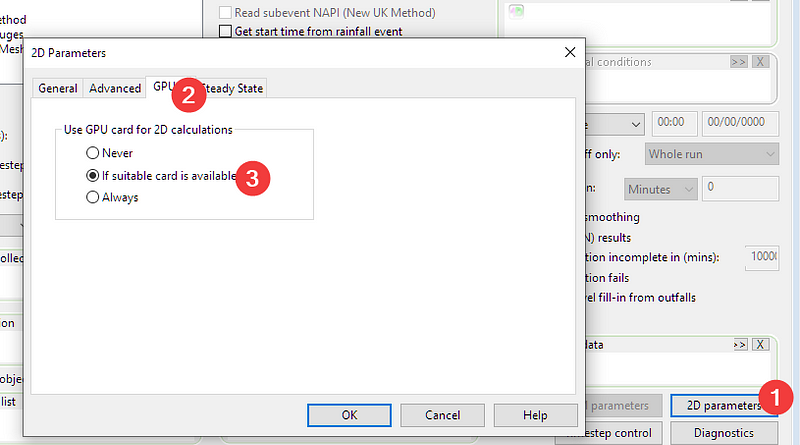 ethod
uges
Mesh
Read subevent NAPI (New UK Method)
Get start time from rainfall event
2D Parameters
General
Advanced
GPU
2
Steady State
Use GPU card for 2D calculations
Never
If suitable card is available
3
Always
OK
Cancel
Help
al conditions
>>
X
00:00
00/00/0000
ff only:
Whole run
n:
Minutes
0
smoothing
N) results
tion incomplete in (mins):
10000
tion fails
vel fill-in from outfalls
data
>>
X
parameters
2D parameters
1
mestep control
Diagnostics
s):
estep
step
ollec
ion
objec
list